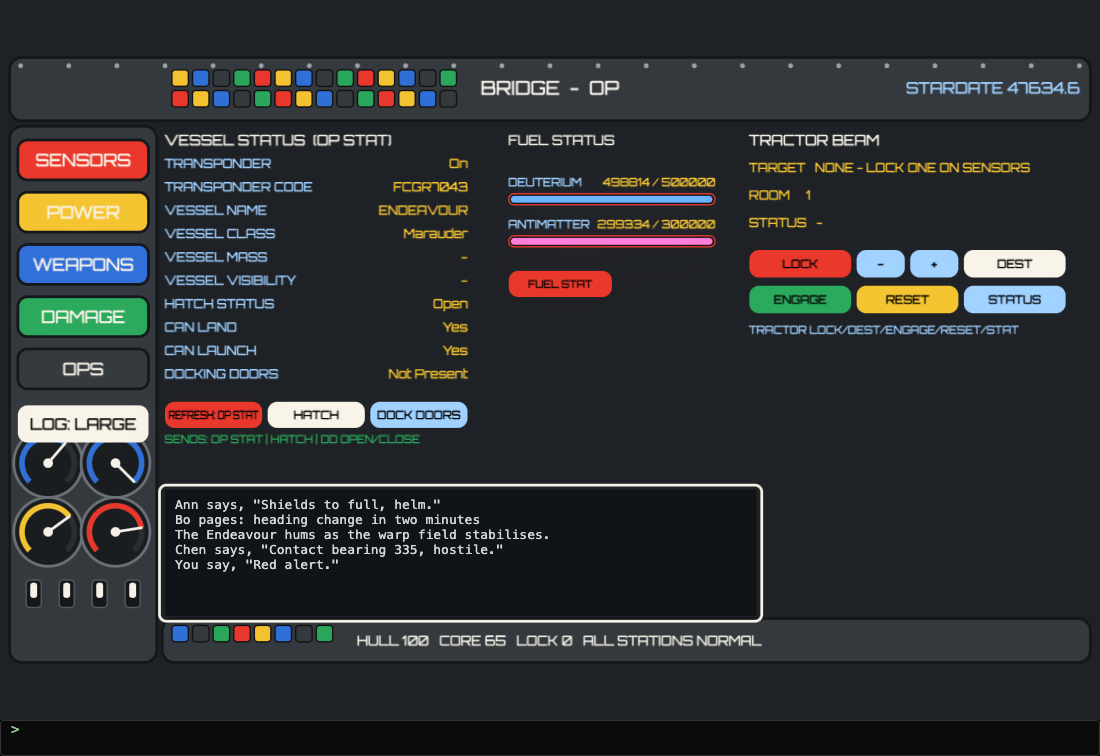 BRIDGE - OP
STARDATE 47634.6
SENSORS
POWER
WEAPONS
DAMAGE
OPS
LOG: LARGE
VESSEL STATUS (OP STAT)
TRANSPONDER On
TRANSPONDER CODE FCGR7043
VESSEL NAME ENDEAVOUR
VESSEL CLASS Marauder
VESSEL MASS -
VESSEL VISIBILITY -
HATCH STATUS Open
CAN LAND Yes
CAN LAUNCH Yes
DOCKING DOORS Not Present
REFRESH: OP STAT HATCH DOCK DOORS
SENDS: OP STAT | HATCH | DD OPEN/CLOSE
FUEL STATUS
DEUTERIUM 498814 / 500000
ANTIMATTER 299334 / 300000
FUEL STAT
TRACTOR BEAM
TARGET NONE - LOCK ONE ON SENSORS
ROOM 1
STATUS -
LOCK - + DEST
ENGAGE RESET STATUS
TRACTOR LOCK/DEST/ENGAGE/RESET/STAT
Ann says, "Shields to full, helm."
Bo pages: heading change in two minutes
The Endeavour hums as the warp field stabilises.
Chen says, "Contact bearing 335, hostile."
You say, "Red alert."
HULL 100 CORE 65 LOCK 0 ALL STATIONS NORMAL
>